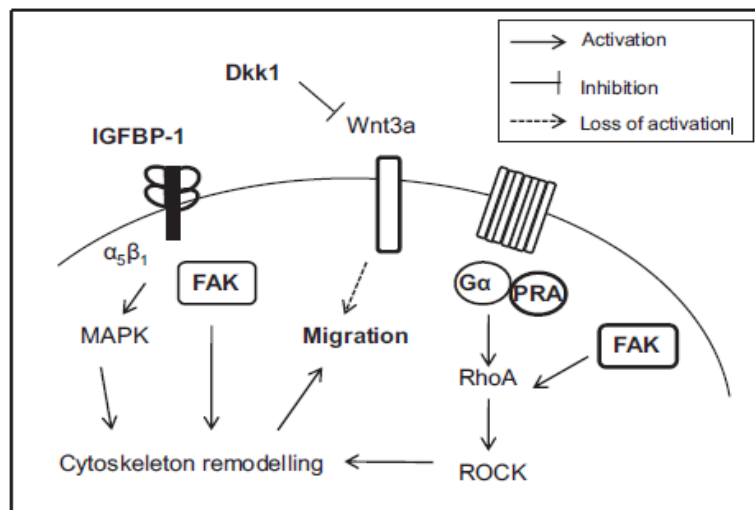 Activation
Inhibition
Loss of activation
Dkk1
Wnt3a
IGFBP-1
α5β1
FAK
Gα
PRA
MAPK
Migration
FAK
RhoA
Cytoskeleton remodelling
ROCK